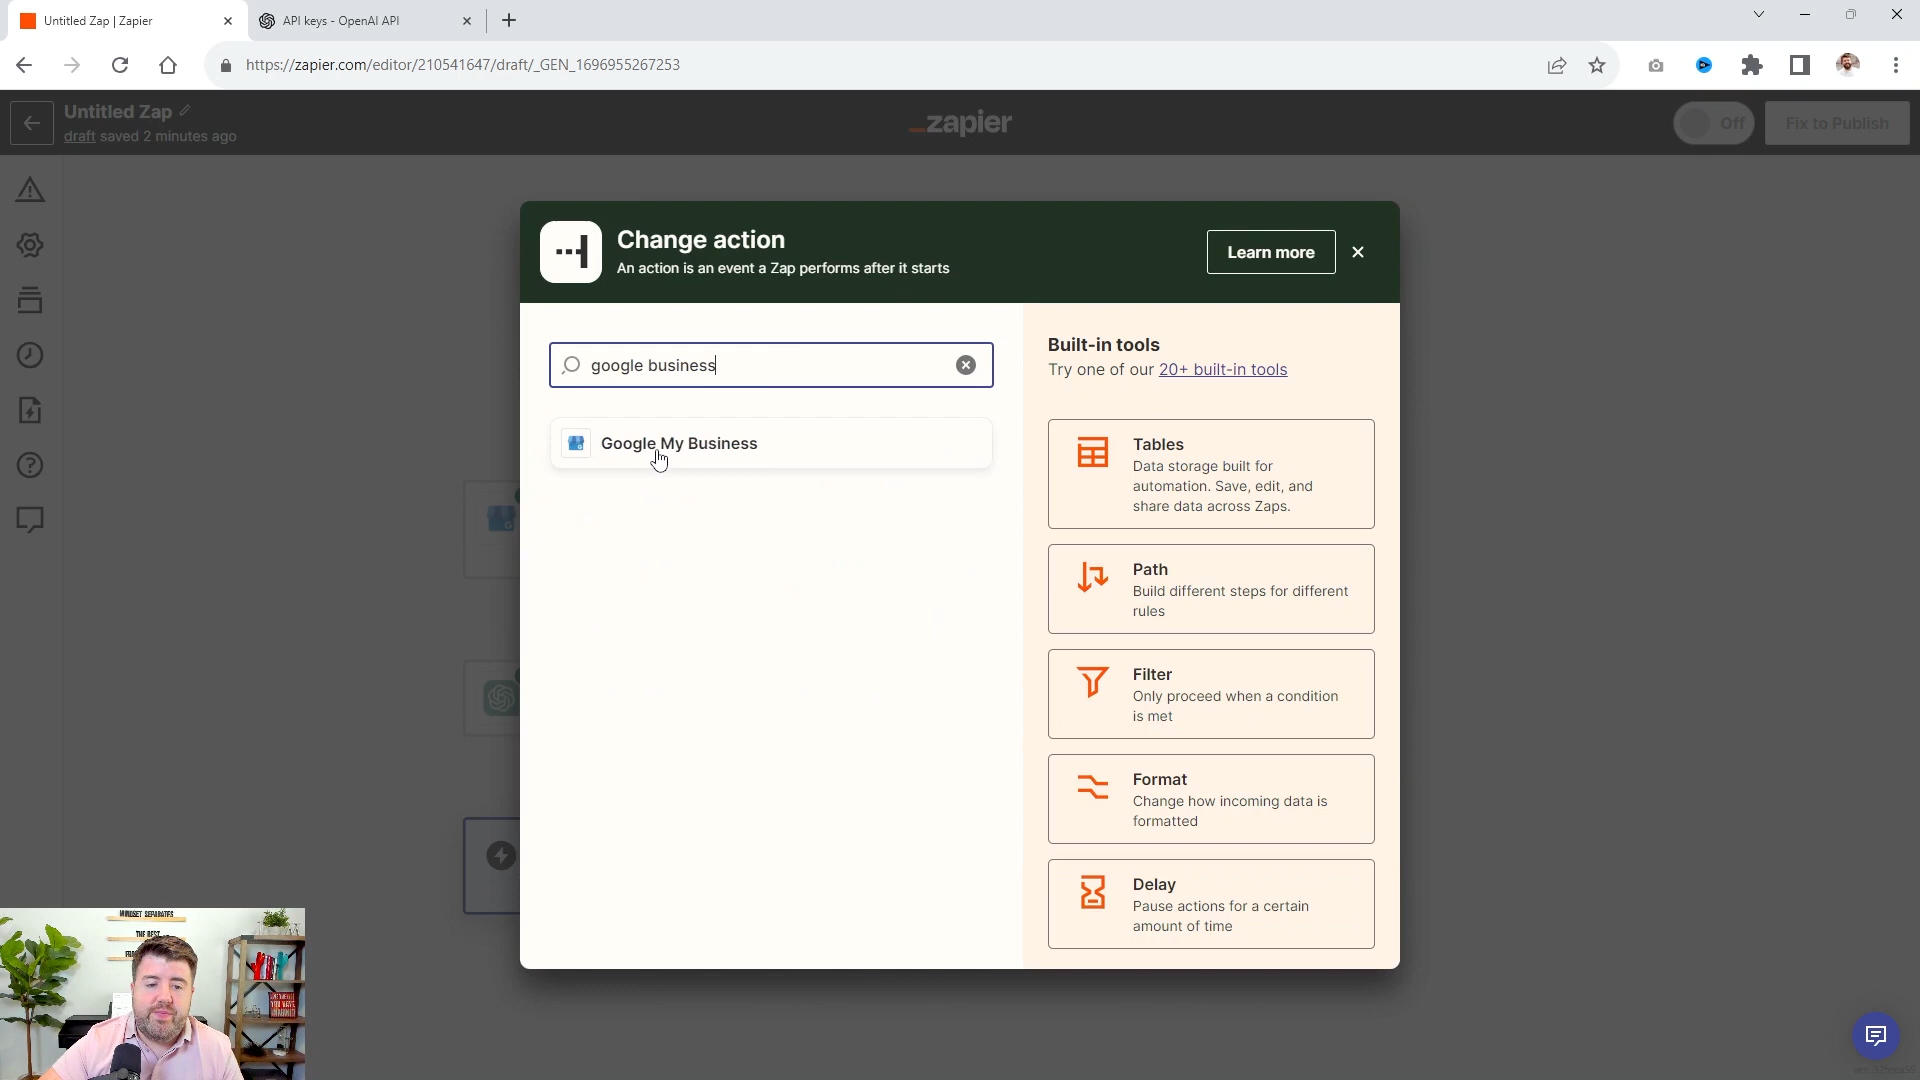 Untitled Zap | Zapier
API keys - OpenAI API
https://zapier.com/editor/210541647/draft/_GEN_1696955267253
Untitled Zap
draft saved 2 minutes ago
_zapier
Off
Fix to Publish
Change action
An action is an event a Zap performs after it starts
Learn more
google business
Google My Business
Built-in tools
Try one of our 20+ built-in tools
Tables
Data storage built for
automation. Save, edit, and
share data across Zaps.
Path
Build different steps for different
rules
Filter
Only proceed when a condition
is met
Format
Change how incoming data is
formatted
Delay
Pause actions for a certain
amount of time
MINDSET SEPARATES
THE BEST